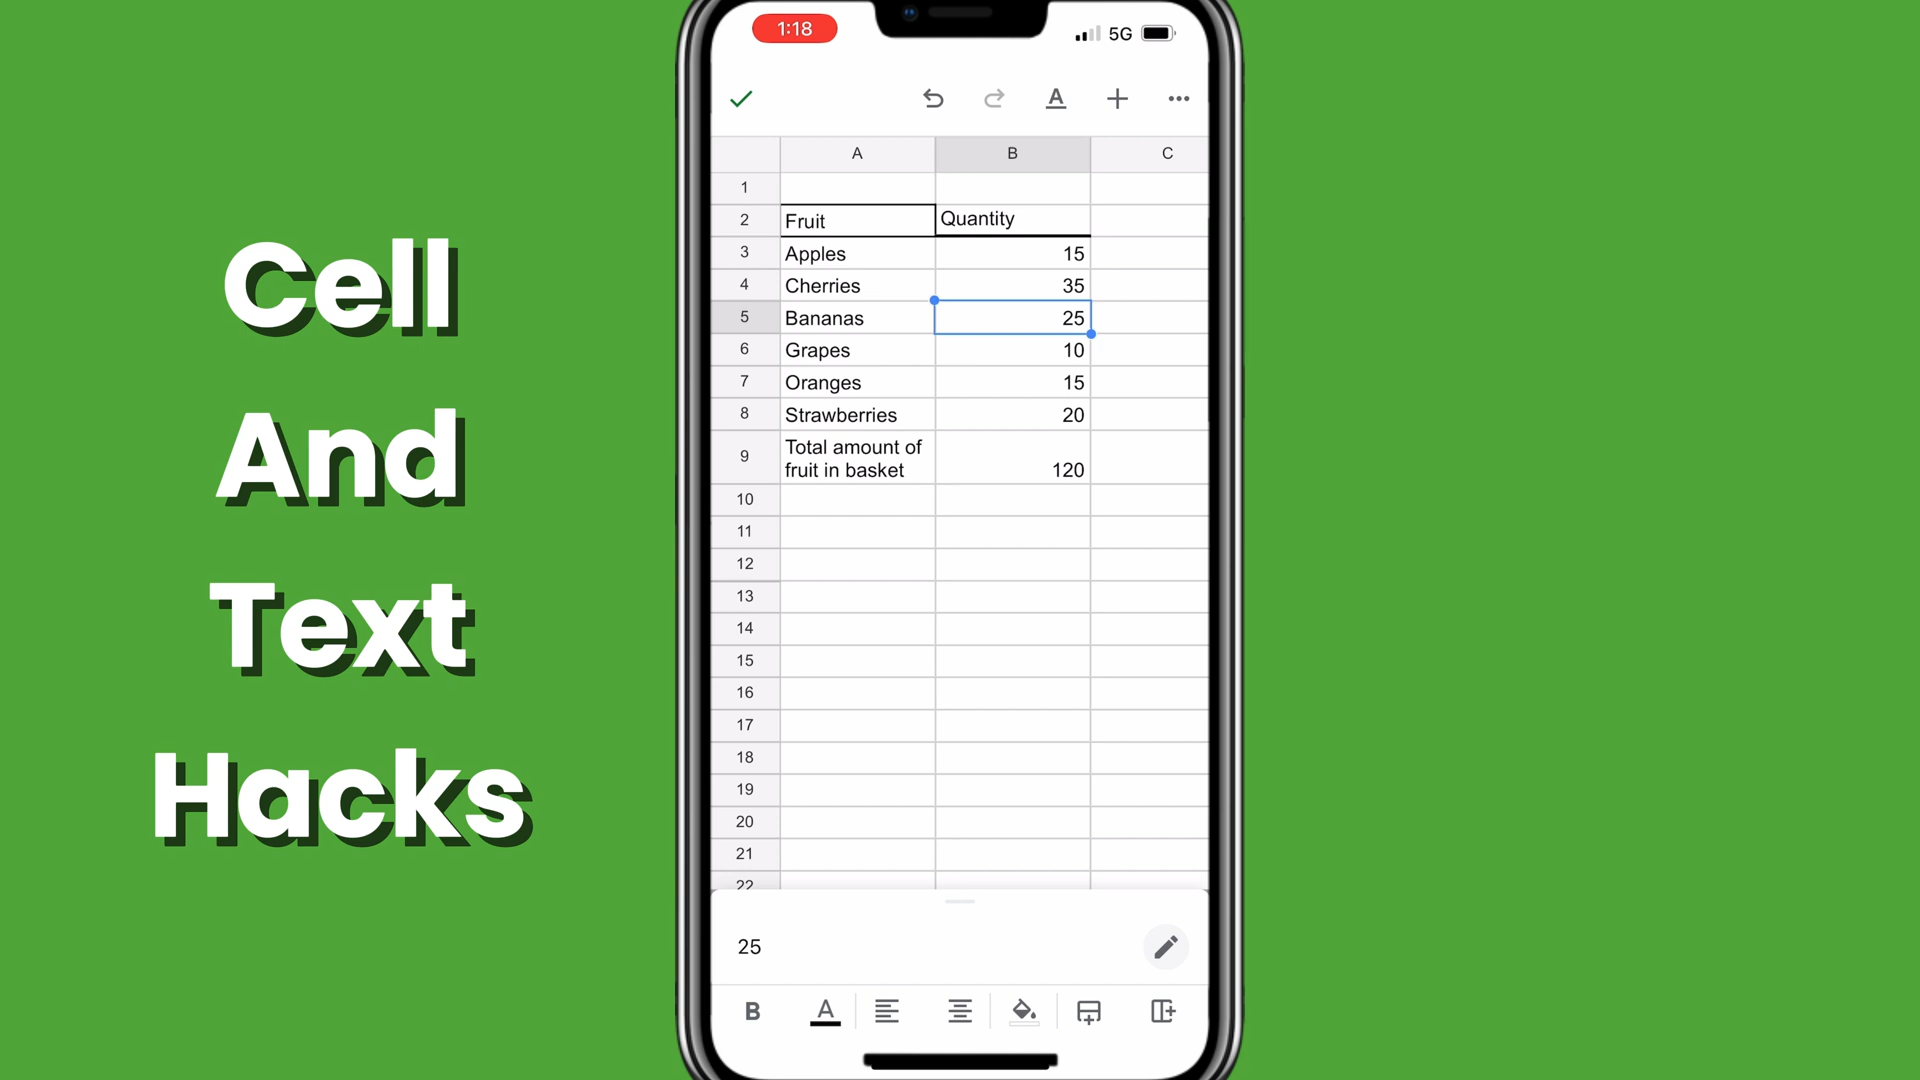 Cell
And
Text
Hacks
1:18
5G
A
A B C
1
2 Fruit Quantity
3 Apples 15
4 Cherries 35
5 Bananas 25
6 Grapes 10
7 Oranges 15
8 Strawberries 20
9 Total amount of
fruit in basket 120
10
11
12
13
14
15
16
17
18
19
20
21
22
25
B A